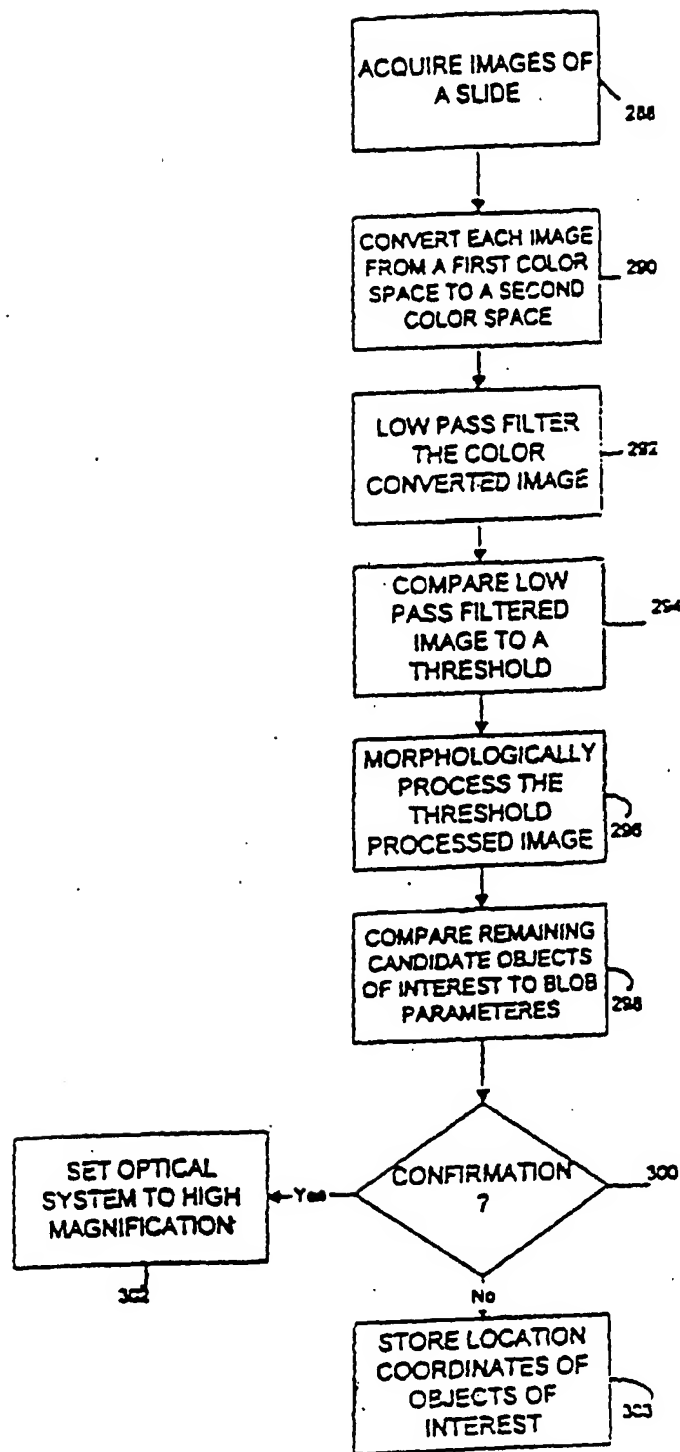 ACQUIRE IMAGES OF
A SLIDE
288
CONVERT EACH IMAGE
FROM A FIRST COLOR
SPACE TO A SECOND
COLOR SPACE
290
LOW PASS FILTER
THE COLOR
CONVERTED IMAGE
292
COMPARE LOW
PASS FILTERED
IMAGE TO A
THRESHOLD
294
MORPHOLOGICALLY
PROCESS THE
THRESHOLD
PROCESSED IMAGE
296
COMPARE REMAINING
CANDIDATE OBJECTS
OF INTEREST TO BLOB
PARAMETERES
298
CONFIRMATION
?
300
Yes
SET OPTICAL
SYSTEM TO HIGH
MAGNIFICATION
302
No
STORE LOCATION
COORDINATES OF
OBJECTS OF
INTEREST